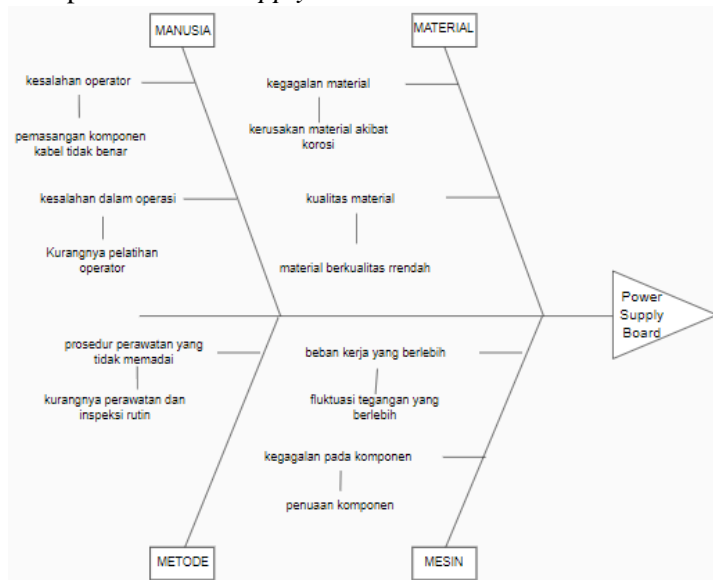 MANUSIA
MATERIAL
kesalahan operator
pemasangan komponen
kabel tidak benar
kegagalan material
kerusakan material akibat
korosi
kesalahan dalam operasi
Kurangnya pelatihan
operator
kualitas material
material berkualitas rrendah
Power
Supply
Board
prosedur perawatan yang
tidak memadai
kurangnya perawatan dan
inspeksi rutin
beban kerja yang berlebih
fluktuasi tegangan yang
berlebih
kegagalan pada komponen
penuaan komponen
METODE
MESIN